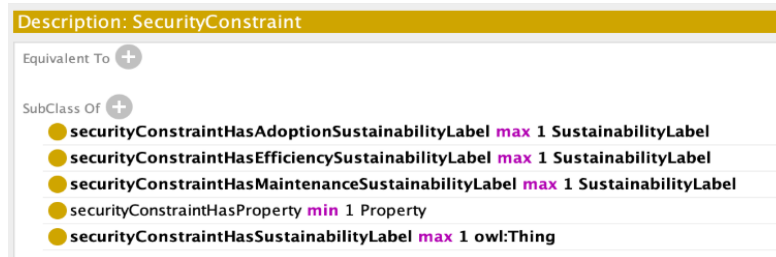 Description: SecurityConstraint
Equivalent To
SubClass Of
securityConstraintHasAdoptionSustainabilityLabel max 1 SustainabilityLabel
securityConstraintHasEfficiencySustainabilityLabel max 1 SustainabilityLabel
securityConstraintHasMaintenanceSustainabilityLabel max 1 SustainabilityLabel
securityConstraintHasProperty min 1 Property
securityConstraintHasSustainabilityLabel max 1 owl:Thing